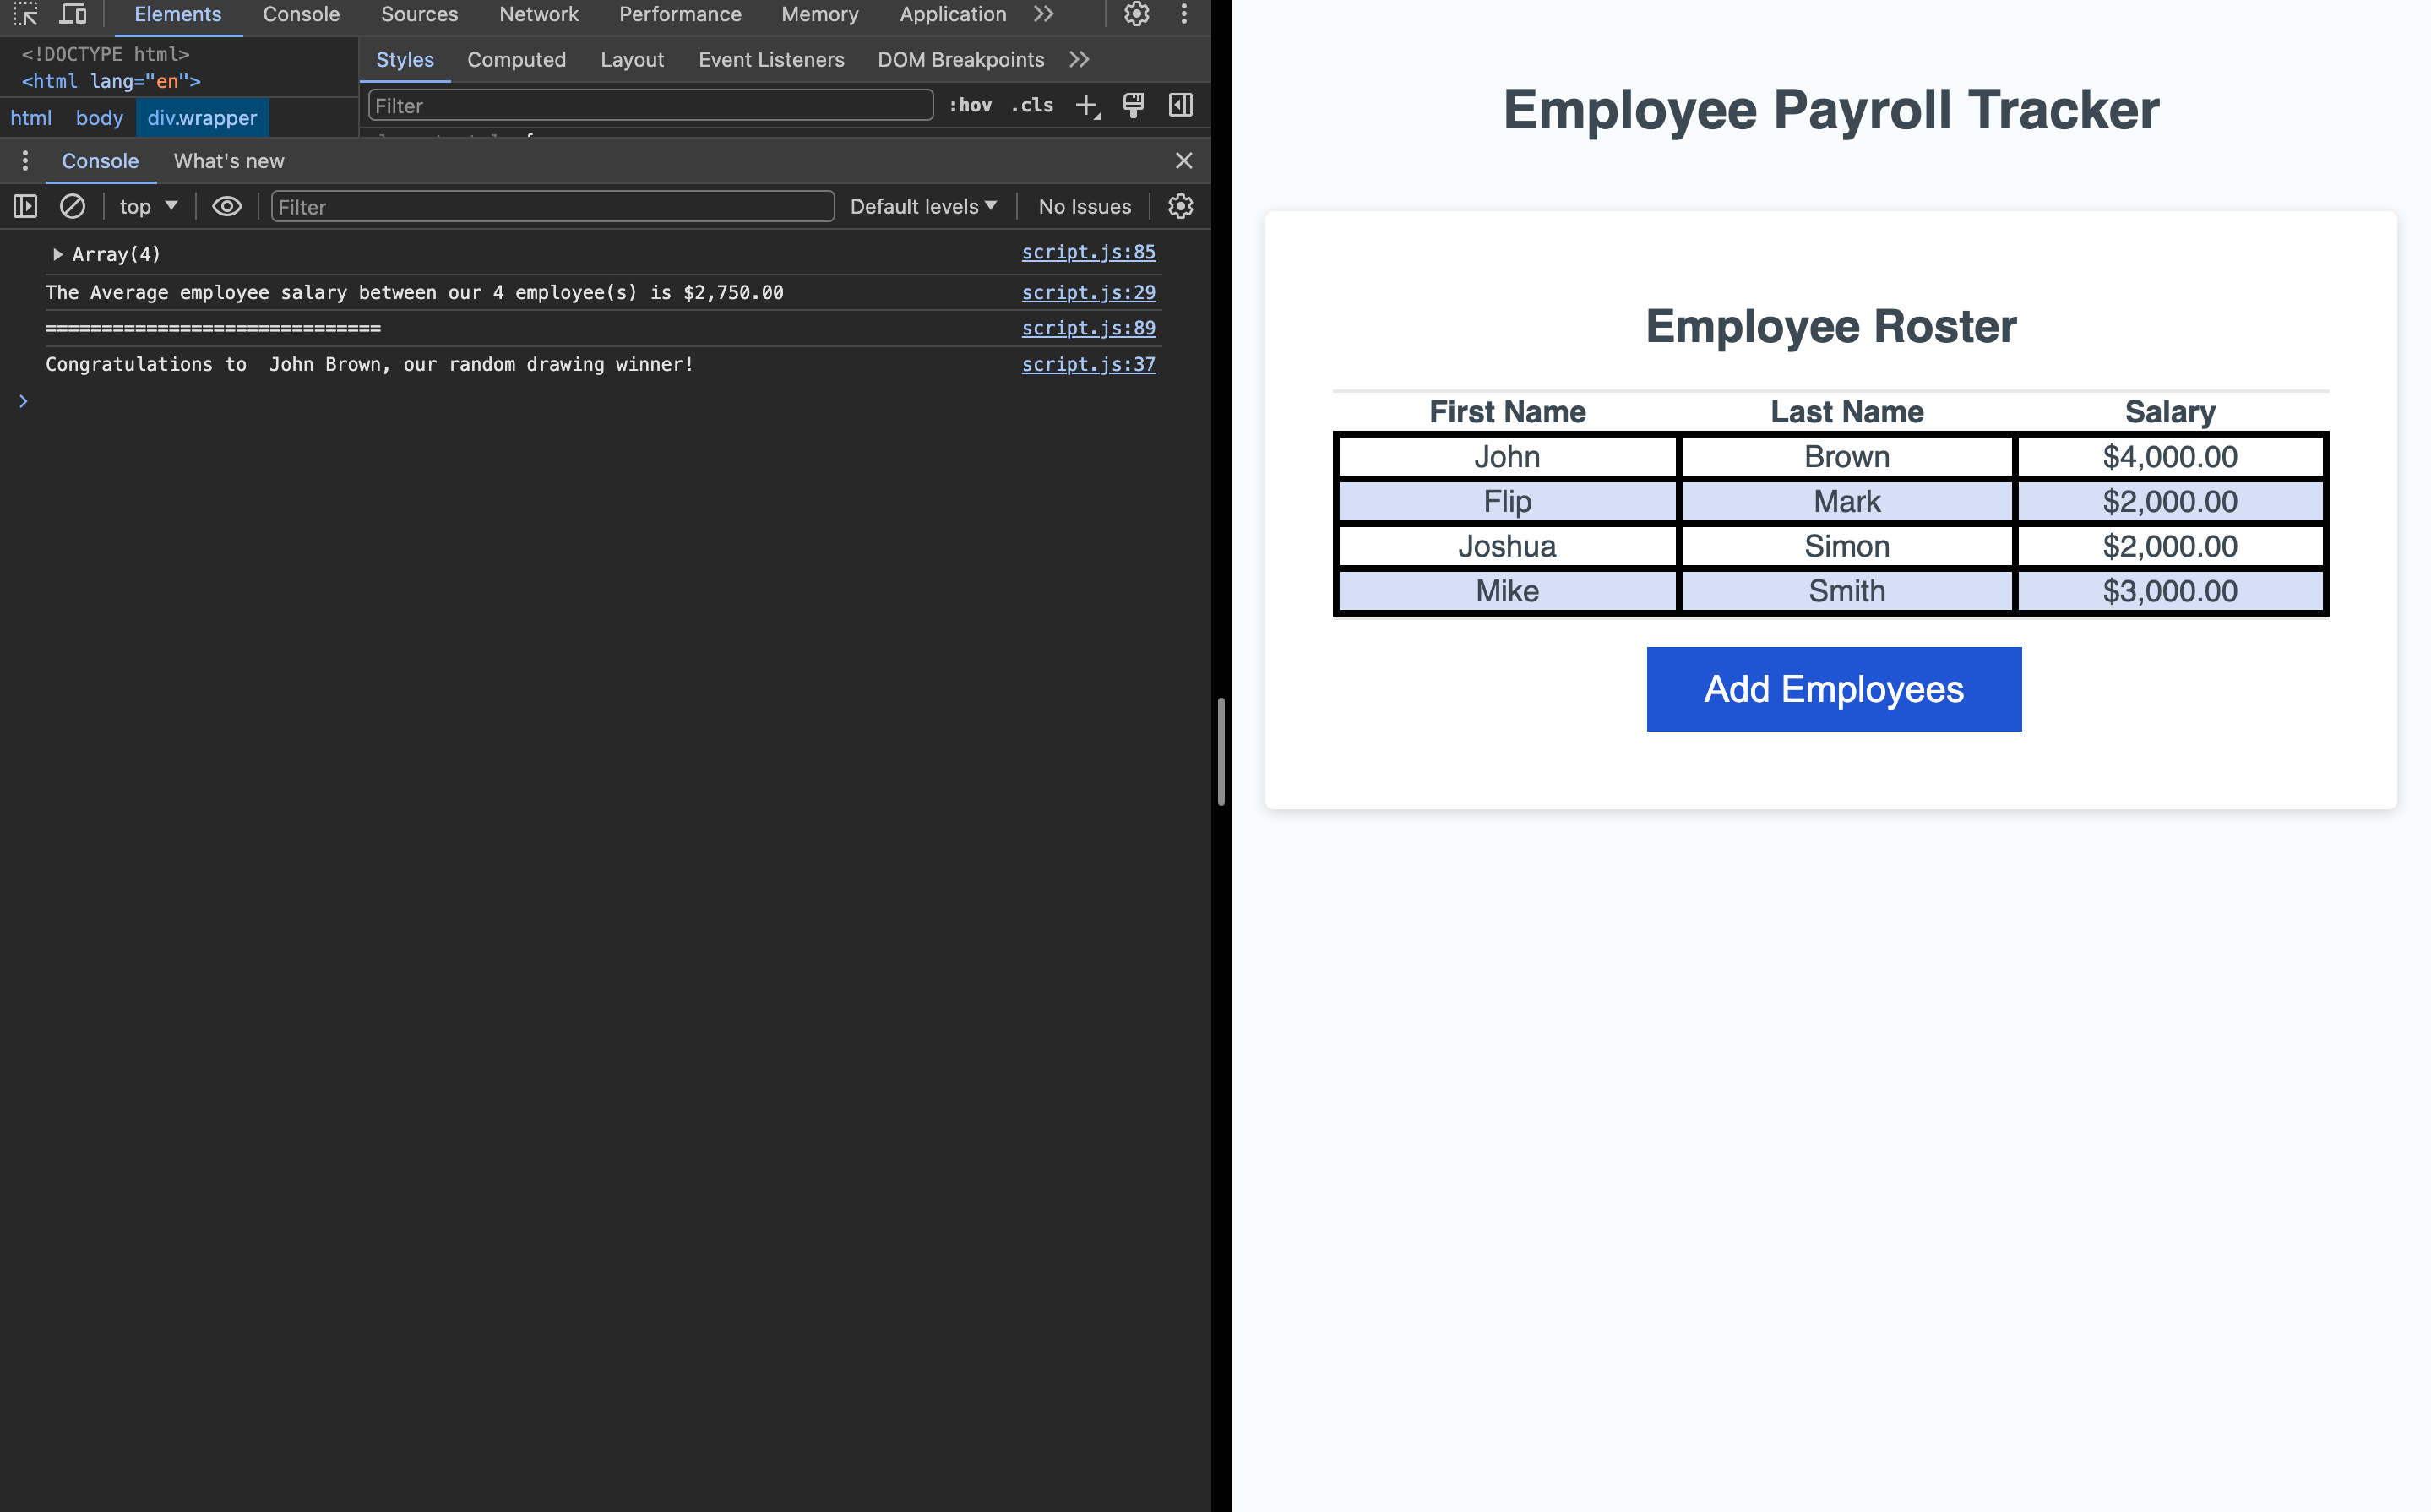 Elements Console Sources Network Performance Memory Application
<!DOCTYPE html>
<html lang="en">
html body div.wrapper
Styles Computed Layout Event Listeners DOM Breakpoints
Filter :hov .cls
Console What's new
top Filter Default levels No Issues
Array(4) script.js:85
The Average employee salary between our 4 employee(s) is $2,750.00 script.js:29
============================== script.js:89
Congratulations to  John Brown, our random drawing winner! script.js:37
Employee Payroll Tracker
Employee Roster
First Name Last Name Salary
John Brown $4,000.00
Flip Mark $2,000.00
Joshua Simon $2,000.00
Mike Smith $3,000.00
Add Employees